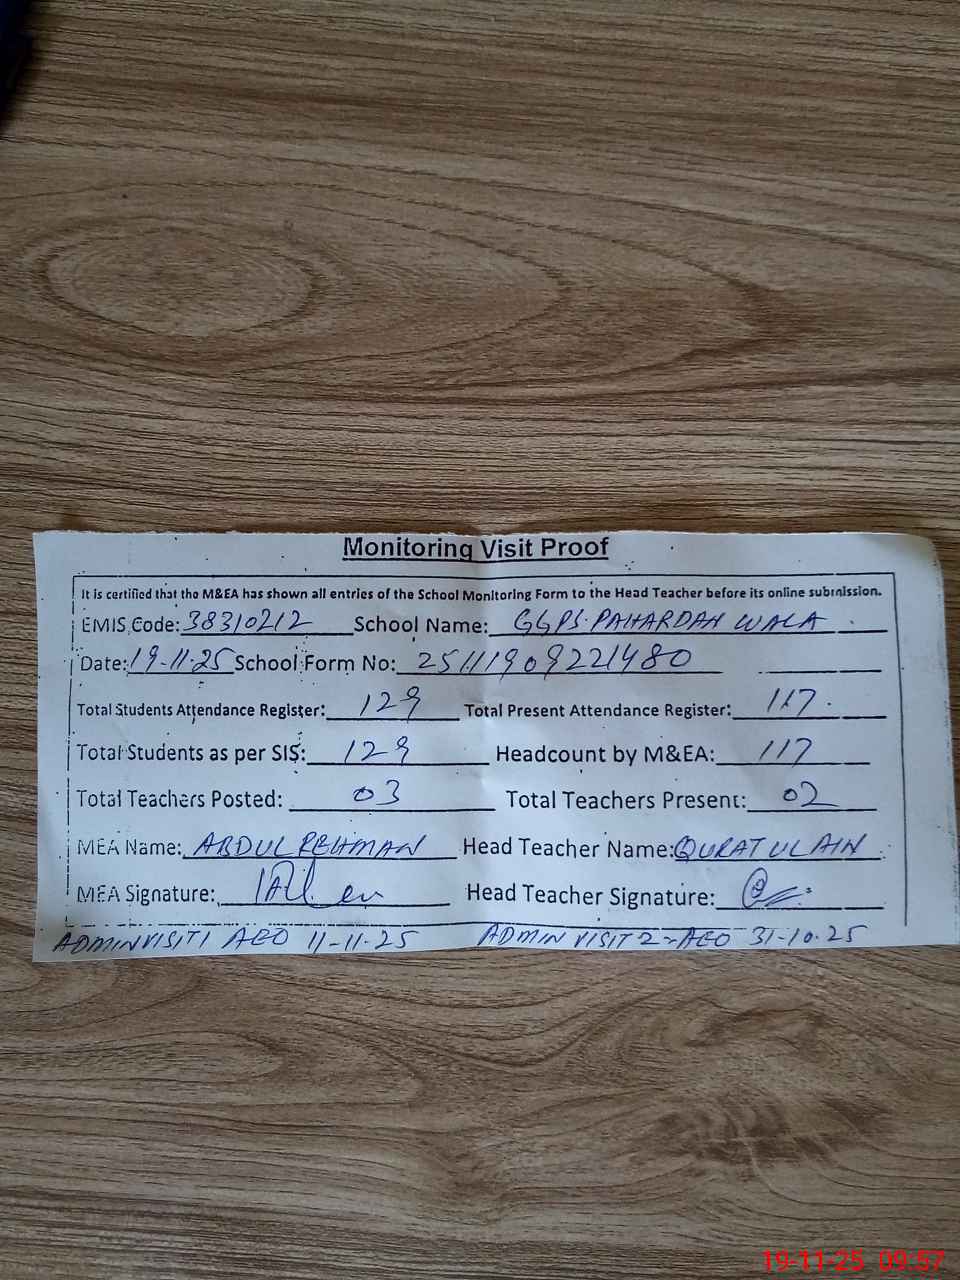 Monitoring Visit Proof
It is certified that the M&EA has shown all entries of the School Monitoring Form to the Head Teacher before its online submission.
EMIS Code: 38310212 School Name: GGPS PAHARDAH WALA
Date: 19-11-25 School Form No: 25111909221480
Total Students Attendance Register: 129 Total Present Attendance Register: 117
Total Students as per SIS: 129 Headcount by M&EA: 117
Total Teachers Posted: 03 Total Teachers Present: 02
MEA Name: ABDUL REHMAN Head Teacher Name: QURAT UL AIN
MEA Signature: Head Teacher Signature:
ADMIN VISIT 1 AEO 11-11-25 ADMIN VISIT 2 - AEO 31-10-25
19-11-25 09:57